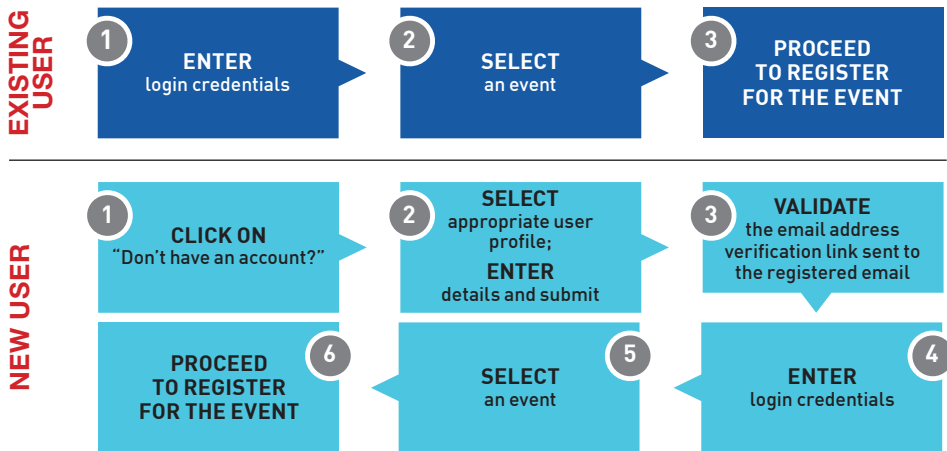 EXISTING
USER
1
ENTER
login credentials
2
SELECT
an event
3
PROCEED
TO REGISTER
FOR THE EVENT
NEW USER
1
CLICK ON
“Don’t have an account?”
2
SELECT
appropriate user
profile;
ENTER
details and submit
3
VALIDATE
the email address
verification link sent to
the registered email
4
ENTER
login credentials
5
SELECT
an event
6
PROCEED
TO REGISTER
FOR THE EVENT